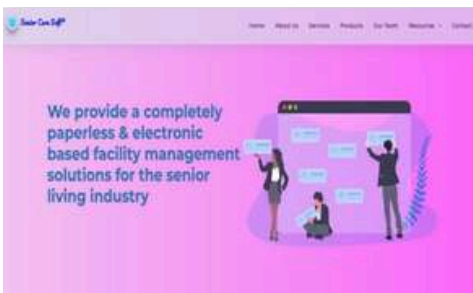 Senior Care Soft
Home About Us Services Products Our Team Resources Contact
We provide a completely
paperless & electronic
based facility management
solutions for the senior
living industry